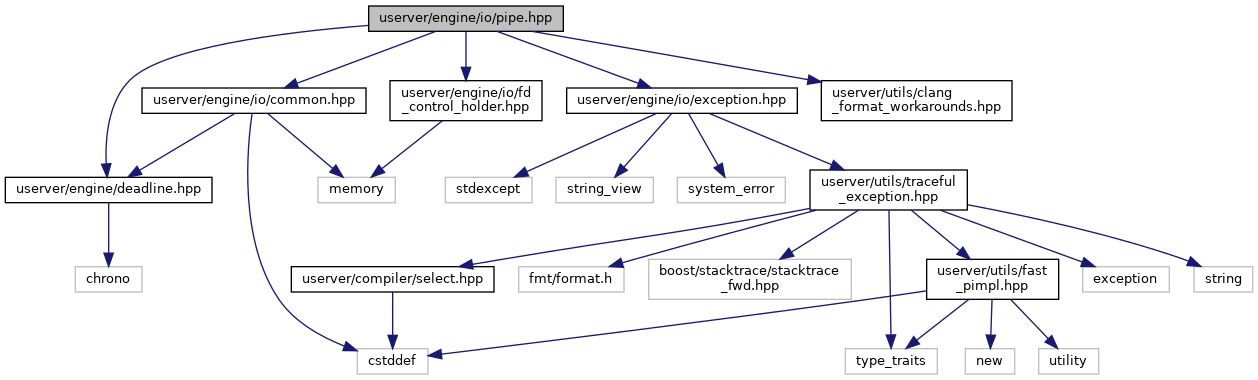 userver/engine/io/pipe.hpp
userver/engine/io/common.hpp
userver/engine/io/fd
_control_holder.hpp
userver/engine/io/exception.hpp
userver/utils/clang
_format_workarounds.hpp
userver/engine/deadline.hpp
memory
stdexcept
string_view
system_error
userver/utils/traceful
_exception.hpp
chrono
userver/compiler/select.hpp
fmt/format.h
boost/stacktrace/stacktrace
_fwd.hpp
userver/utils/fast
_pimpl.hpp
exception
string
cstddef
type_traits
new
utility